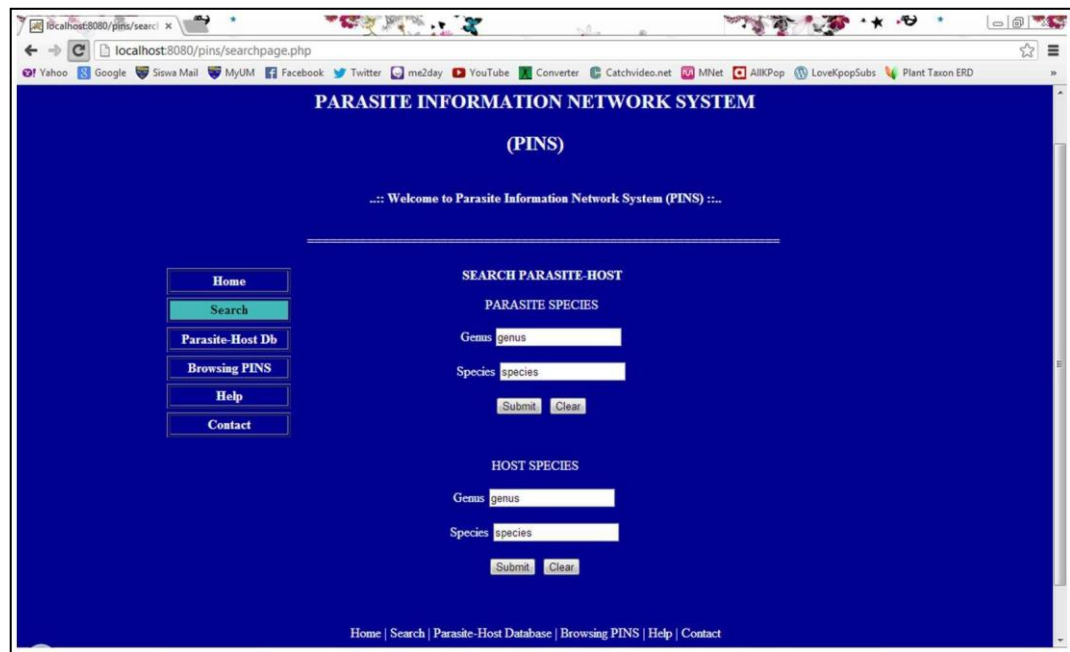 localhost:8080/pins/searc
localhost:8080/pins/searchpage.php
Yahoo Google Siswa Mail MyUM Facebook Twitter me2day YouTube Converter Catchvideo.net MNet AllKPop LoveKpopSubs Plant Taxon ERD »
PARASITE INFORMATION NETWORK SYSTEM
(PINS)
..:: Welcome to Parasite Information Network System (PINS) ::..
Home
Search
Parasite-Host Db
Browsing PINS
Help
Contact
SEARCH PARASITE-HOST
PARASITE SPECIES
Genus genus
Species species
Submit Clear
HOST SPECIES
Genus genus
Species species
Submit Clear
Home | Search | Parasite-Host Database | Browsing PINS | Help | Contact